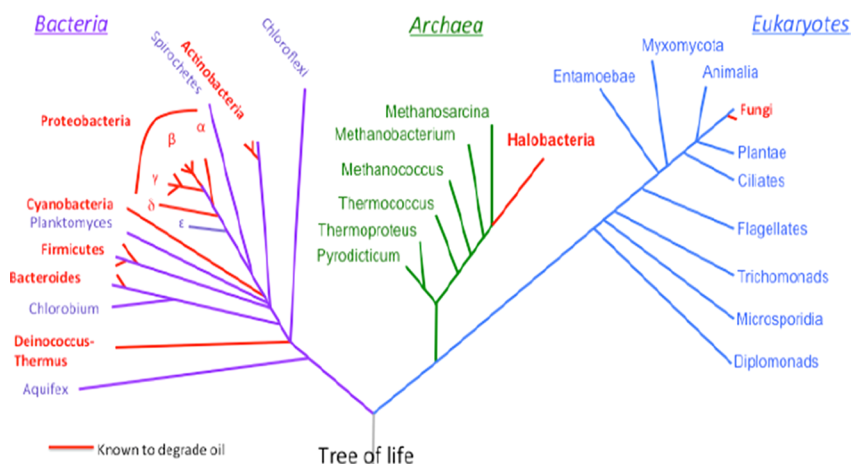 Bacteria
Archaea
Eukaryotes
Spirochetes
Actinobacteria
Chloroflexi
Proteobacteria
α
β
γ
δ
ε
Cyanobacteria
Planktomyces
Firmicutes
Bacteroides
Chlorobium
Deinococcus-
Thermus
Aquifex
Methanosarcina
Methanobacterium
Halobacteria
Methanococcus
Thermococcus
Thermoproteus
Pyrodicticum
Entamoebae
Myxomycota
Animalia
Fungi
Plantae
Ciliates
Flagellates
Trichomonads
Microsporidia
Diplomonads
Known to degrade oil
Tree of life